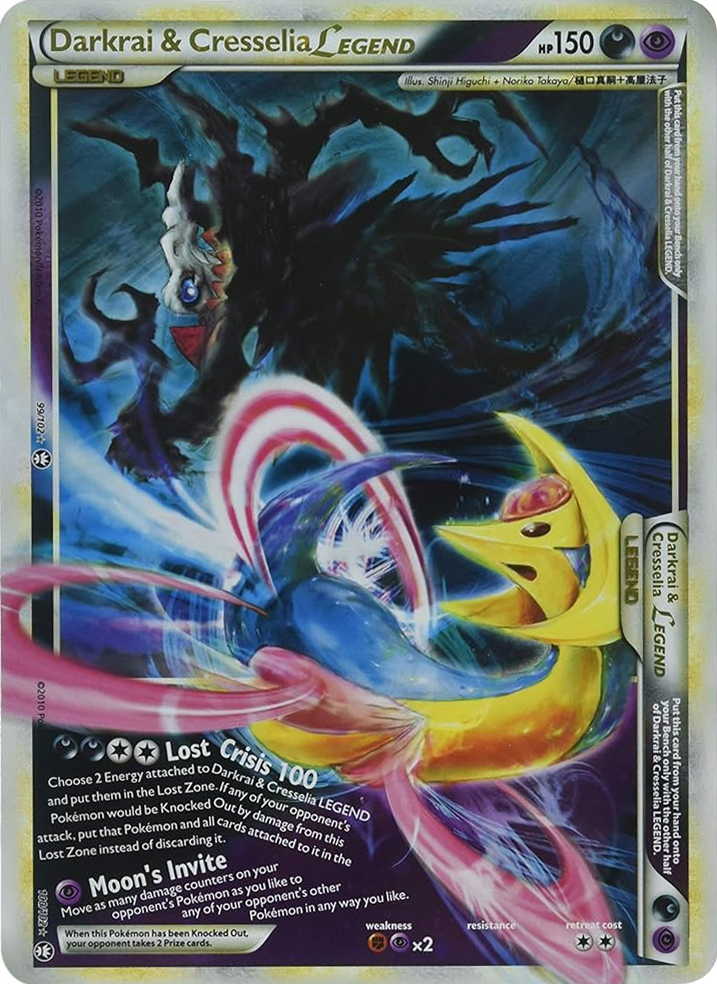 Darkrai & Cresselia LEGEND
HP150
LEGEND
Illus. Shinji Higuchi + Noriko Takaya/樋口真嗣+高屋法子
Put this card from your hand onto your Bench only
with the other half of Darkrai & Cresselia LEGEND.
©2010 Pokémon
99/102
Darkrai &
Cresselia LEGEND
LEGEND
Put this card from your hand onto
your Bench only with the other half
of Darkrai & Cresselia LEGEND.
©2010
Lost Crisis 100
Choose 2 Energy attached to Darkrai & Cresselia LEGEND
and put them in the Lost Zone. If any of your opponent's
Pokémon would be Knocked Out by damage from this
attack, put that Pokémon and all cards attached to it in the
Lost Zone instead of discarding it.
Moon's Invite
Move as many damage counters on your
opponent's Pokémon as you like to
any of your opponent's other
Pokémon in any way you like.
100/102
When this Pokémon has been Knocked Out,
your opponent takes 2 Prize cards.
weakness
×2
resistance
retreat cost